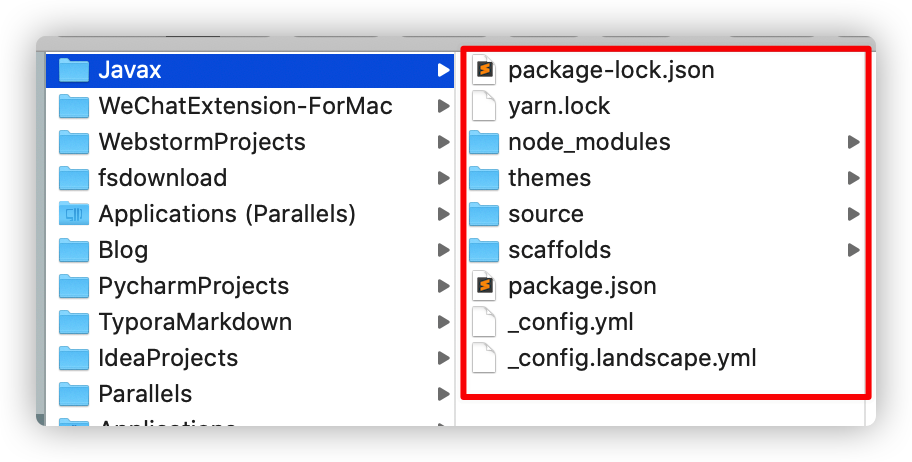 Javax
WeChatExtension-ForMac
WebstormProjects
fsdownload
Applications (Parallels)
Blog
PycharmProjects
TyporaMarkdown
IdeaProjects
Parallels
Applications
package-lock.json
yarn.lock
node_modules
themes
source
scaffolds
package.json
_config.yml
_config.landscape.yml